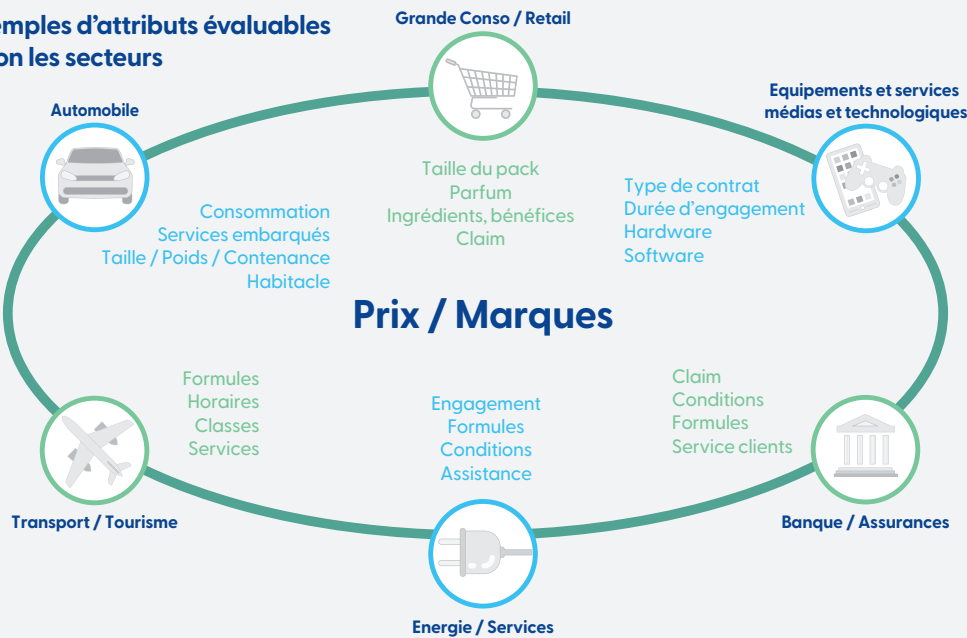 emples d'attributs évaluables
on les secteurs
Grande Conso / Retail
Automobile
Equipements et services
médias et technologiques
Taille du pack
Parfum
Ingrédients, bénéfices
Claim
Type de contrat
Durée d'engagement
Hardware
Software
Consommation
Services embarqués
Taille / Poids / Contenance
Habitacle
Prix / Marques
Formules
Horaires
Classes
Services
Engagement
Formules
Conditions
Assistance
Claim
Conditions
Formules
Service clients
Transport / Tourisme
Banque / Assurances
Energie / Services